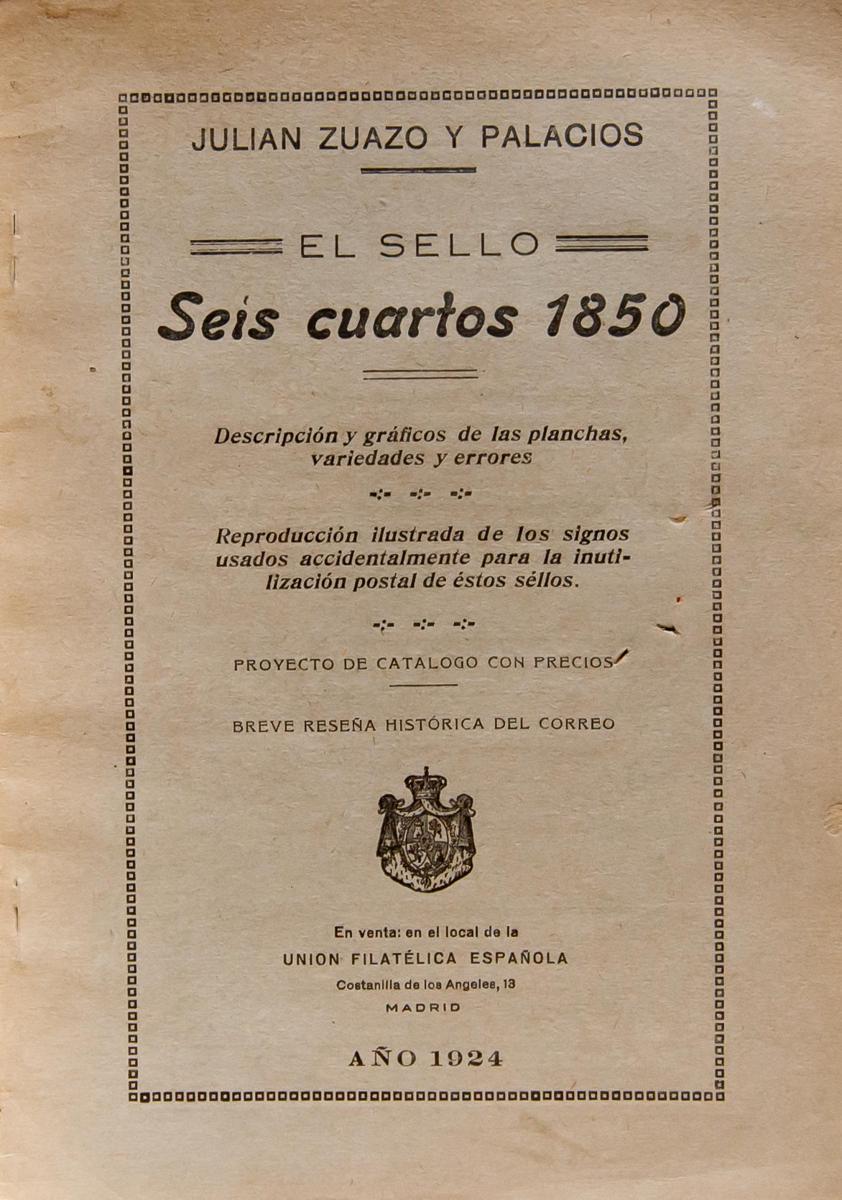 JULIAN ZUAZO Y PALACIOS
EL SELLO
Seis cuartos 1850
Descripción y gráficos de las planchas,
variedades y errores
Reproducción ilustrada de los signos
usados accidentalmente para la inuti-
lización postal de éstos séllos.
PROYECTO DE CATALOGO CON PRECIOS
BREVE RESEÑA HISTÓRICA DEL CORREO
En venta: en el local de la
UNION FILATÉLICA ESPAÑOLA
Costanilla de los Angeles, 13
MADRID
AÑO 1924